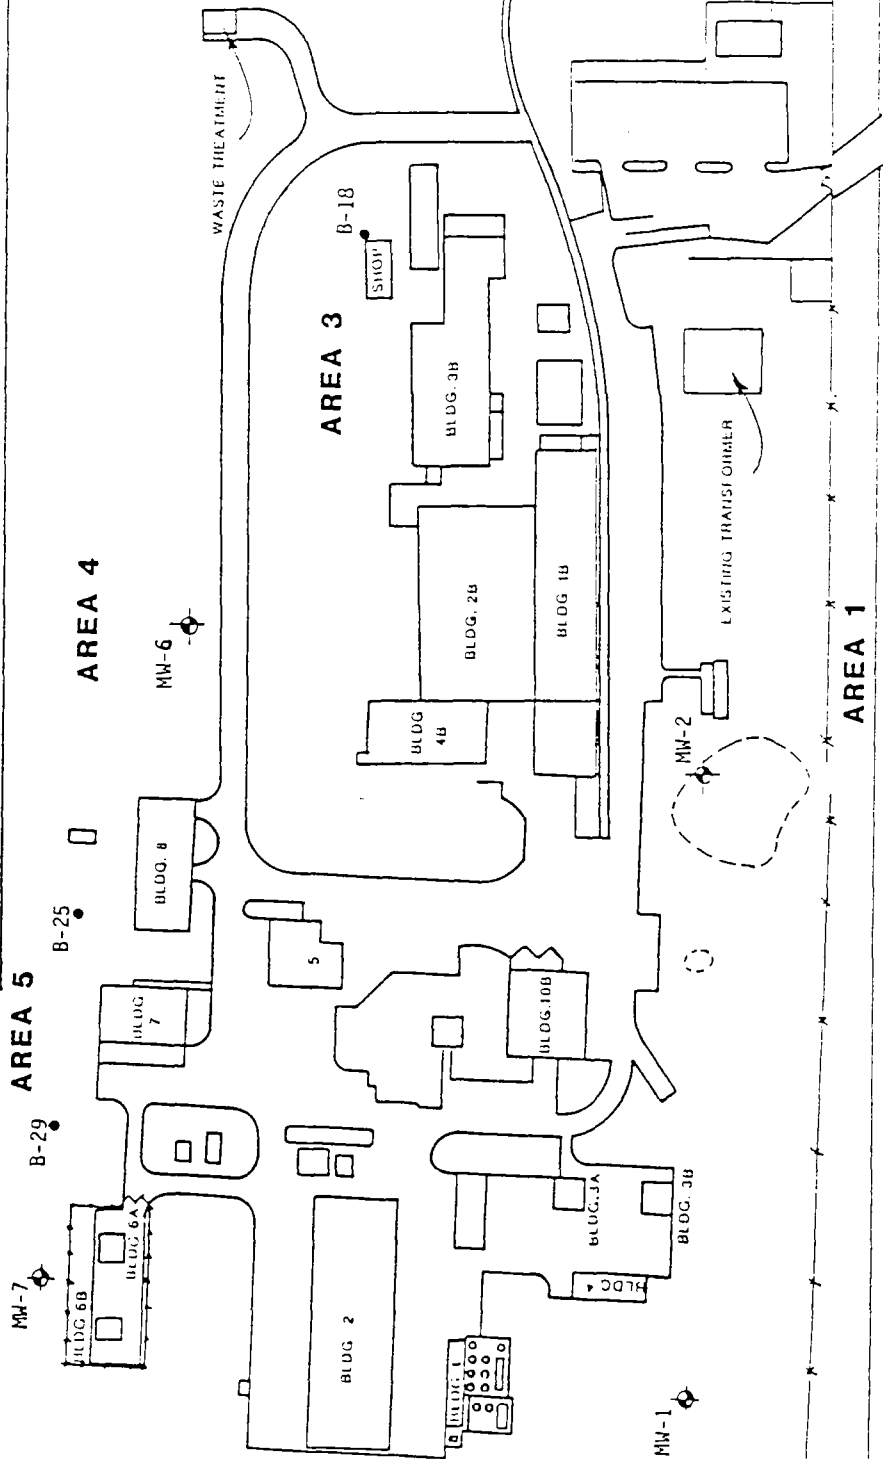 WASTE TREATMENT
B-18
SHOP
AREA 3
BLDG. 3B
AREA 4
MW-6
BLDG. 2B
BLDG 1B
EXISTING TRANSFORMER
AREA 1
BLDG
4B
MW-2
BLDG. 8
B-25
AREA 5
BLDG
7
5
BLDG.10B
B-29
MW-7
BLDG 6B
BLDG 6A
BLDG.3A
BLDG. 3B
BLDG 4
BLDG 2
BLDG 1
8
MW-1